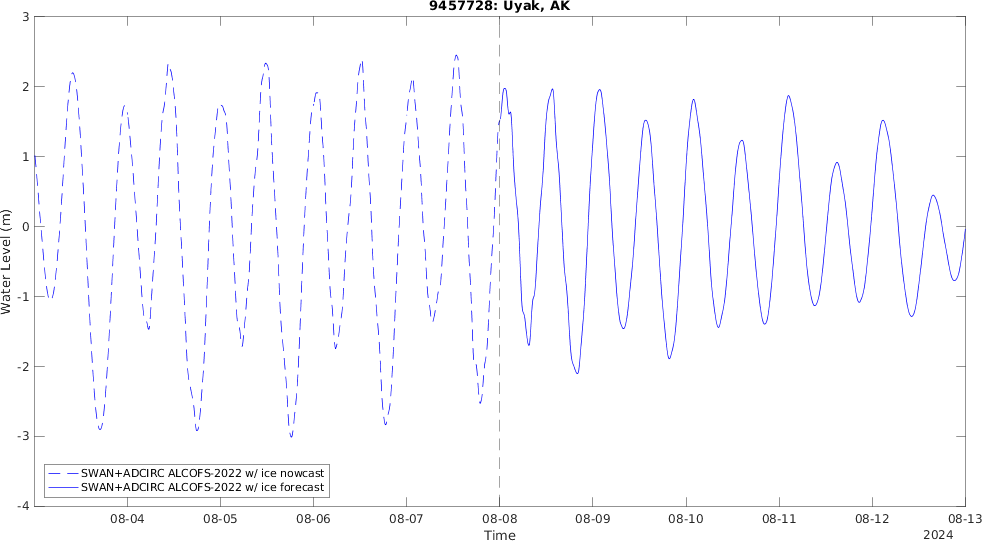 9457728: Uyak, AK
3
2
1
0
-1
-2
-3
-4
Water Level (m)
SWAN+ADCIRC ALCOFS-2022 w/ ice nowcast
SWAN+ADCIRC ALCOFS-2022 w/ ice forecast
08-04 08-05 08-06 08-07 08-08 08-09 08-10 08-11 08-12 08-13
Time
2024